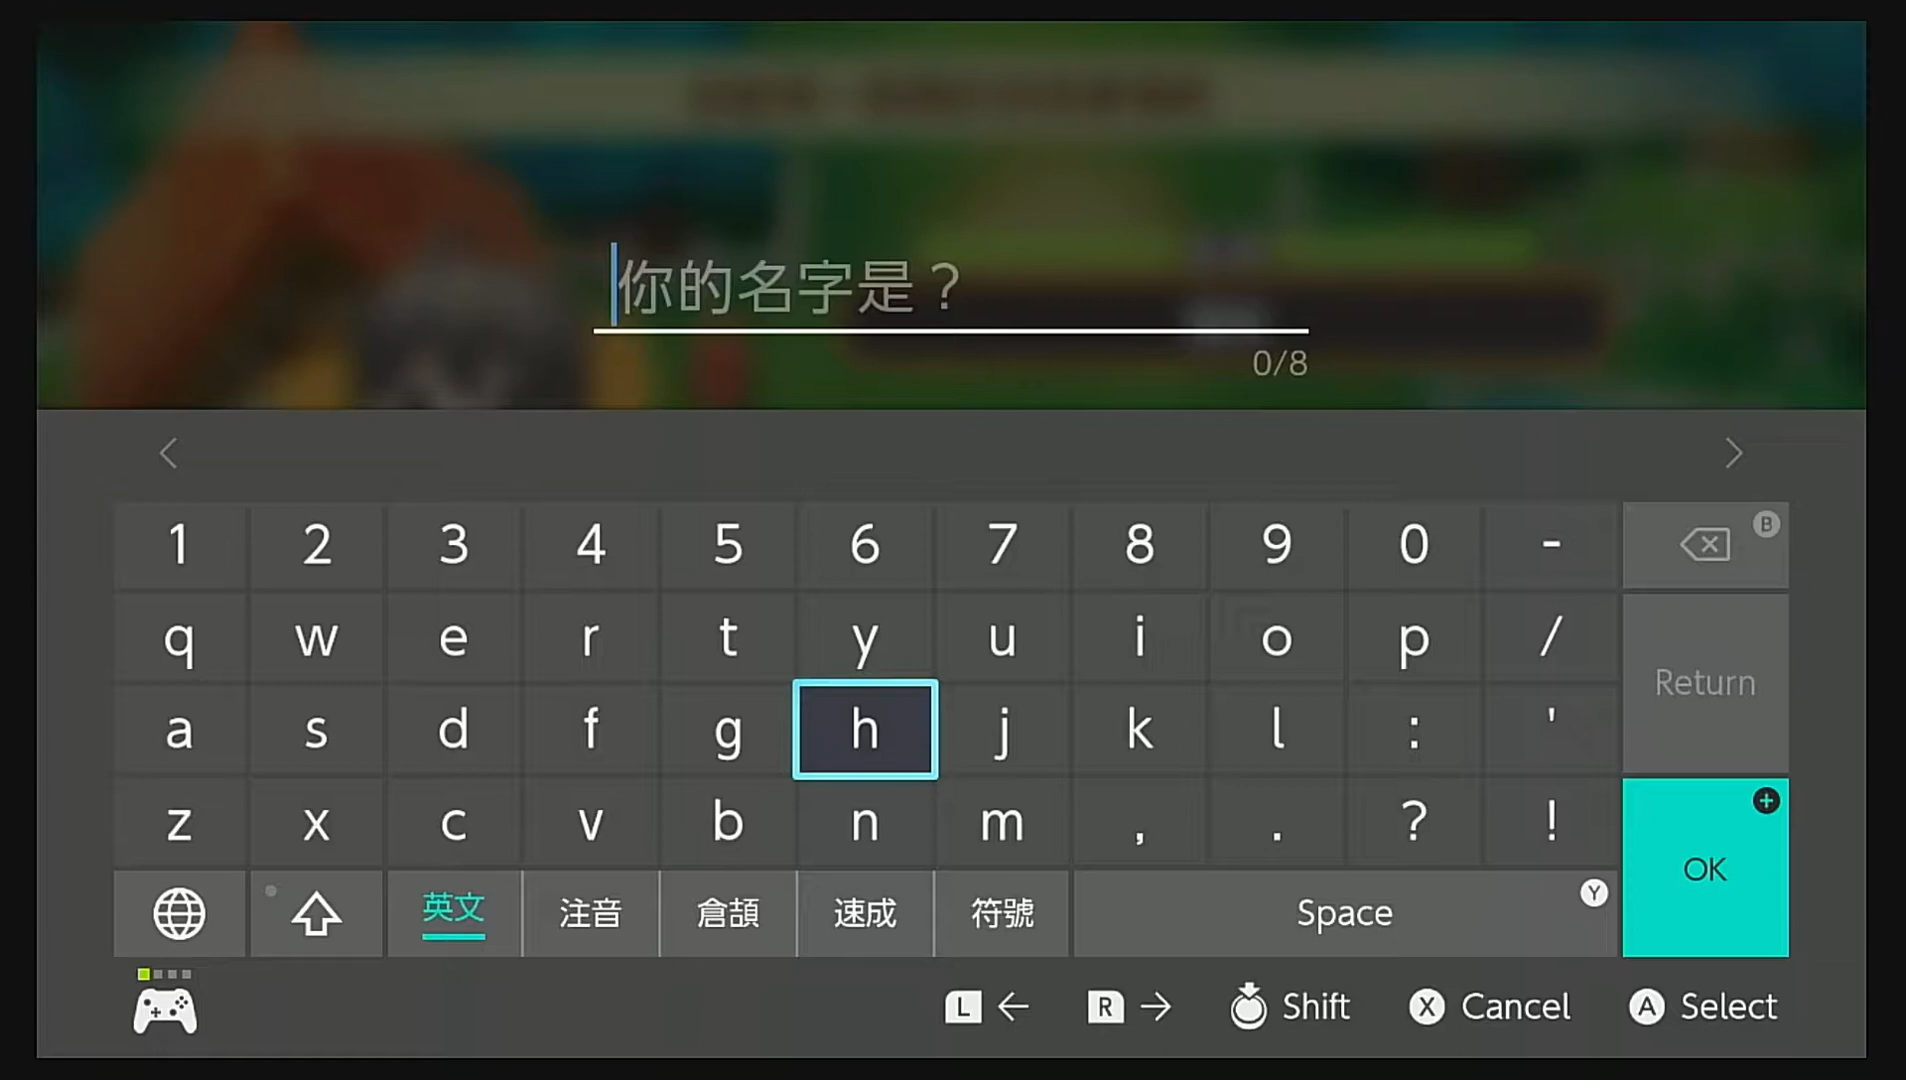 你的名字是？
0/8
1 2 3 4 5 6 7 8 9 0 - B
q w e r t y u i o p /
Return
a s d f g h j k l : '
z x c v b n m , . ? !
OK
英文 注音 倉頡 速成 符號 Space Y
L ← R → Shift X Cancel A Select